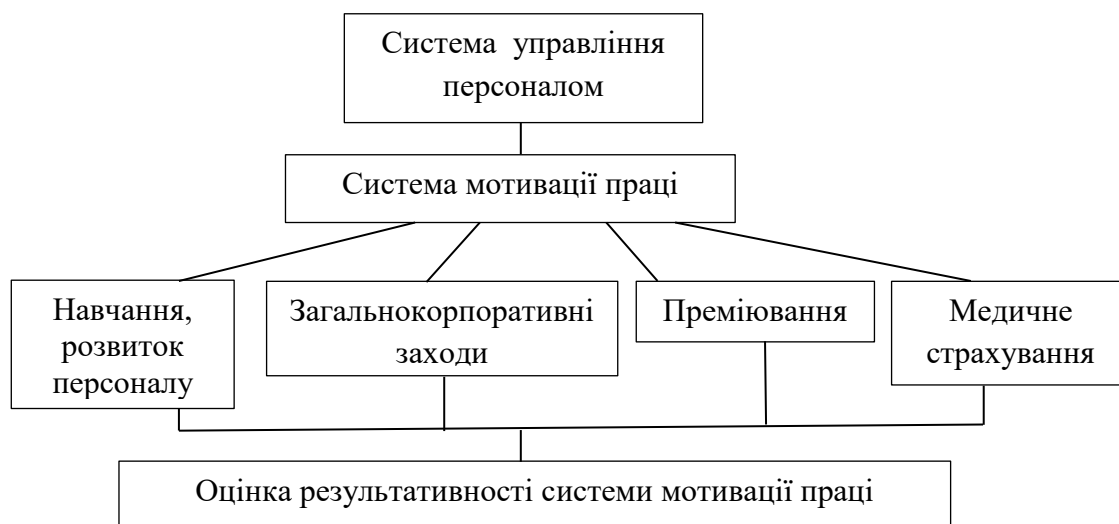 Система управління
персоналом
Система мотивації праці
Навчання,
розвиток
персоналу
Загальнокорпоративні
заходи
Преміювання
Медичне
страхування
Оцінка результативності системи мотивації праці